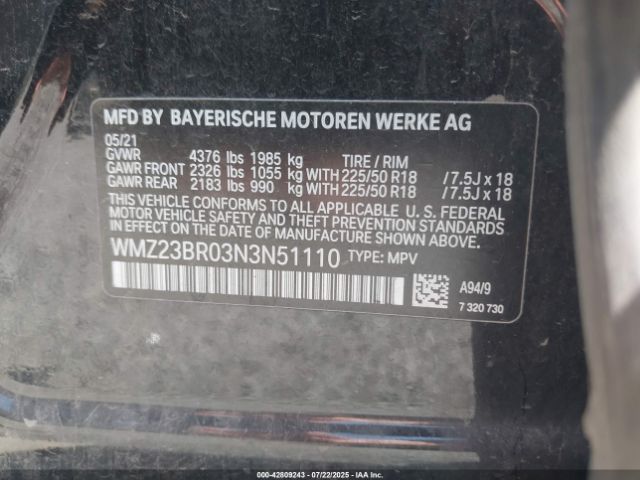 MFD BY BAYERISCHE MOTOREN WERKE AG
05/21
GVWR 4376 lbs 1985 kg TIRE / RIM
GAWR FRONT 2326 lbs 1055 kg WITH 225/50 R18 / 7.5J x 18
GAWR REAR 2183 lbs 990 kg WITH 225/50 R18 / 7.5J x 18
THIS VEHICLE CONFORMS TO ALL APPLICABLE U. S. FEDERAL
MOTOR VEHICLE SAFETY AND THEFT PREVENTION STANDARDS
IN EFFECT ON THE DATE OF MANUFACTURE SHOWN ABOVE.
WMZ23BR03N3N51110 TYPE: MPV
A94/9
7 320 730
000-42809243 07/22/2025 IAAI.COM